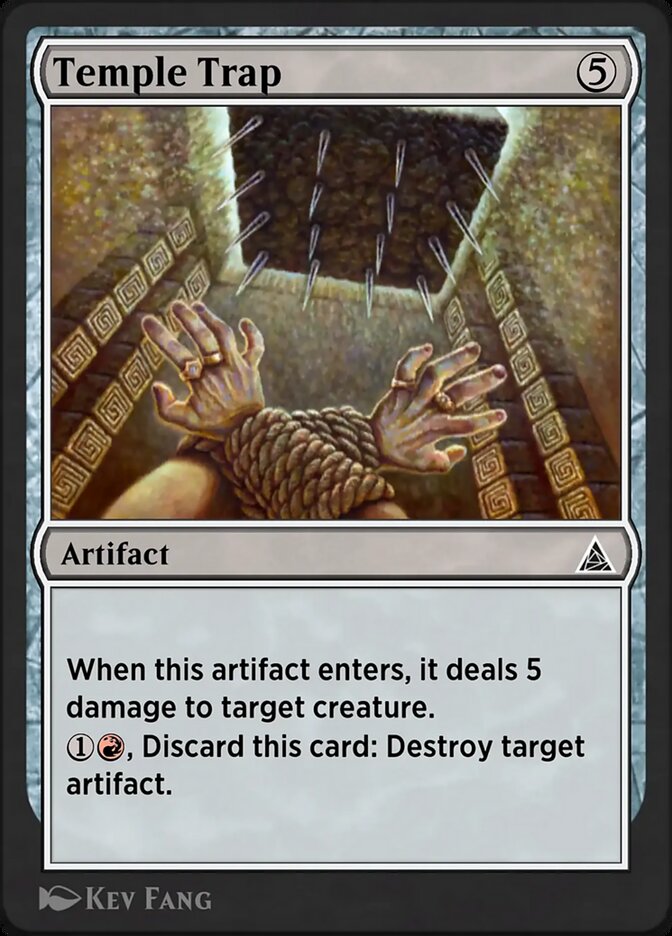 Temple Trap
5
Artifact
When this artifact enters, it deals 5
damage to target creature.
1, Discard this card: Destroy target
artifact.
Kev Fang